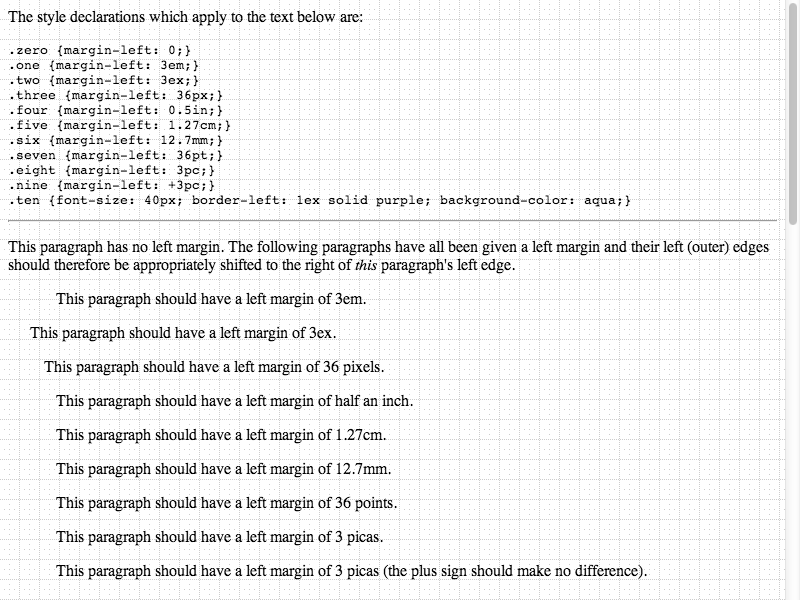 The style declarations which apply to the text below are:
.zero {margin-left: 0;}
.one {margin-left: 3em;}
.two {margin-left: 3ex;}
.three {margin-left: 36px;}
.four {margin-left: 0.5in;}
.five {margin-left: 1.27cm;}
.six {margin-left: 12.7mm;}
.seven {margin-left: 36pt;}
.eight {margin-left: 3pc;}
.nine {margin-left: +3pc;}
.ten {font-size: 40px; border-left: 1ex solid purple; background-color: aqua;}
This paragraph has no left margin. The following paragraphs have all been given a left margin and their left (outer) edges
should therefore be appropriately shifted to the right of this paragraph's left edge.
This paragraph should have a left margin of 3em.
This paragraph should have a left margin of 3ex.
This paragraph should have a left margin of 36 pixels.
This paragraph should have a left margin of half an inch.
This paragraph should have a left margin of 1.27cm.
This paragraph should have a left margin of 12.7mm.
This paragraph should have a left margin of 36 points.
This paragraph should have a left margin of 3 picas.
This paragraph should have a left margin of 3 picas (the plus sign should make no difference).